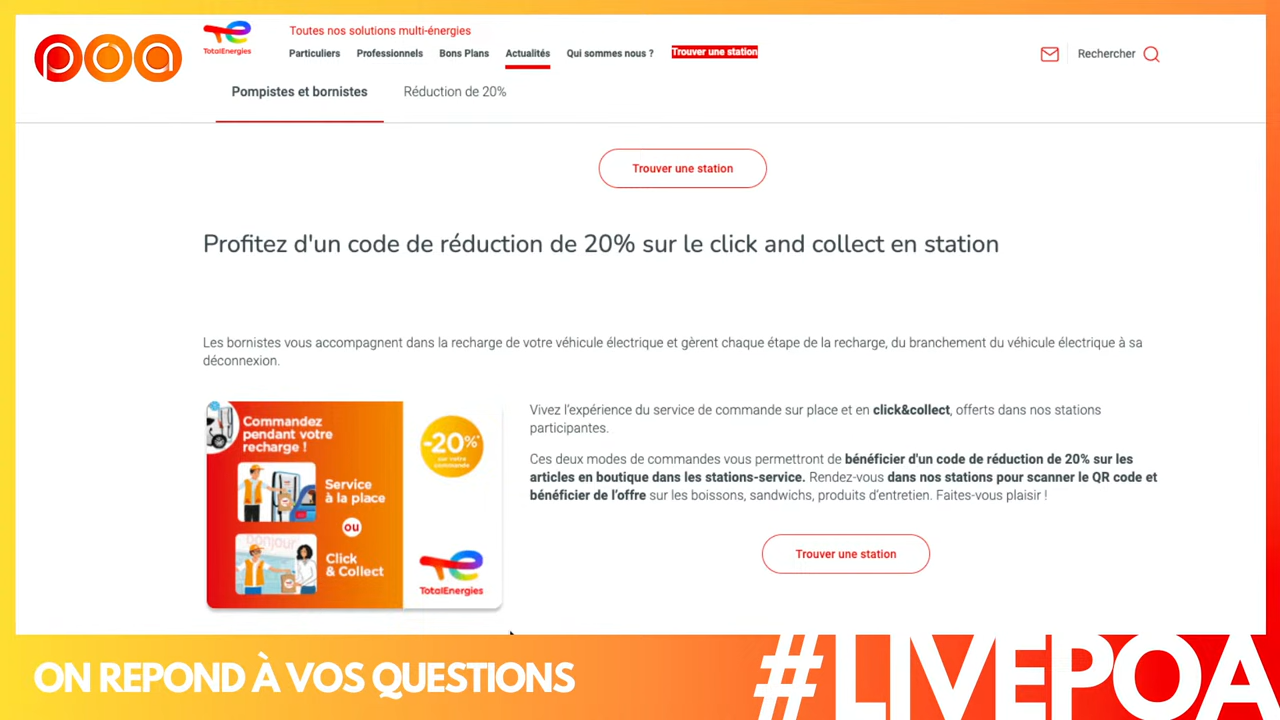 poa
TotalEnergies
Toutes nos solutions multi-énergies
Particuliers Professionnels Bons Plans Actualités Qui sommes nous ? Trouver une station
Rechercher
Pompistes et bornistes Réduction de 20%
Trouver une station
Profitez d'un code de réduction de 20% sur le click and collect en station
Les bornistes vous accompagnent dans la recharge de votre véhicule électrique et gèrent chaque étape de la recharge, du branchement du véhicule électrique à sa
déconnexion.
Commandez
pendant votre
recharge !
Service
à la place
ou
bonjour
Click
& Collect
-20%*
sur votre
commande
TotalEnergies
Vivez l'expérience du service de commande sur place et en click&collect, offerts dans nos stations
participantes.
Ces deux modes de commandes vous permettront de bénéficier d'un code de réduction de 20% sur les
articles en boutique dans les stations-service. Rendez-vous dans nos stations pour scanner le QR code et
bénéficier de l'offre sur les boissons, sandwichs, produits d'entretien. Faites-vous plaisir !
Trouver une station
ON REPOND À VOS QUESTIONS
#LIVEPOA